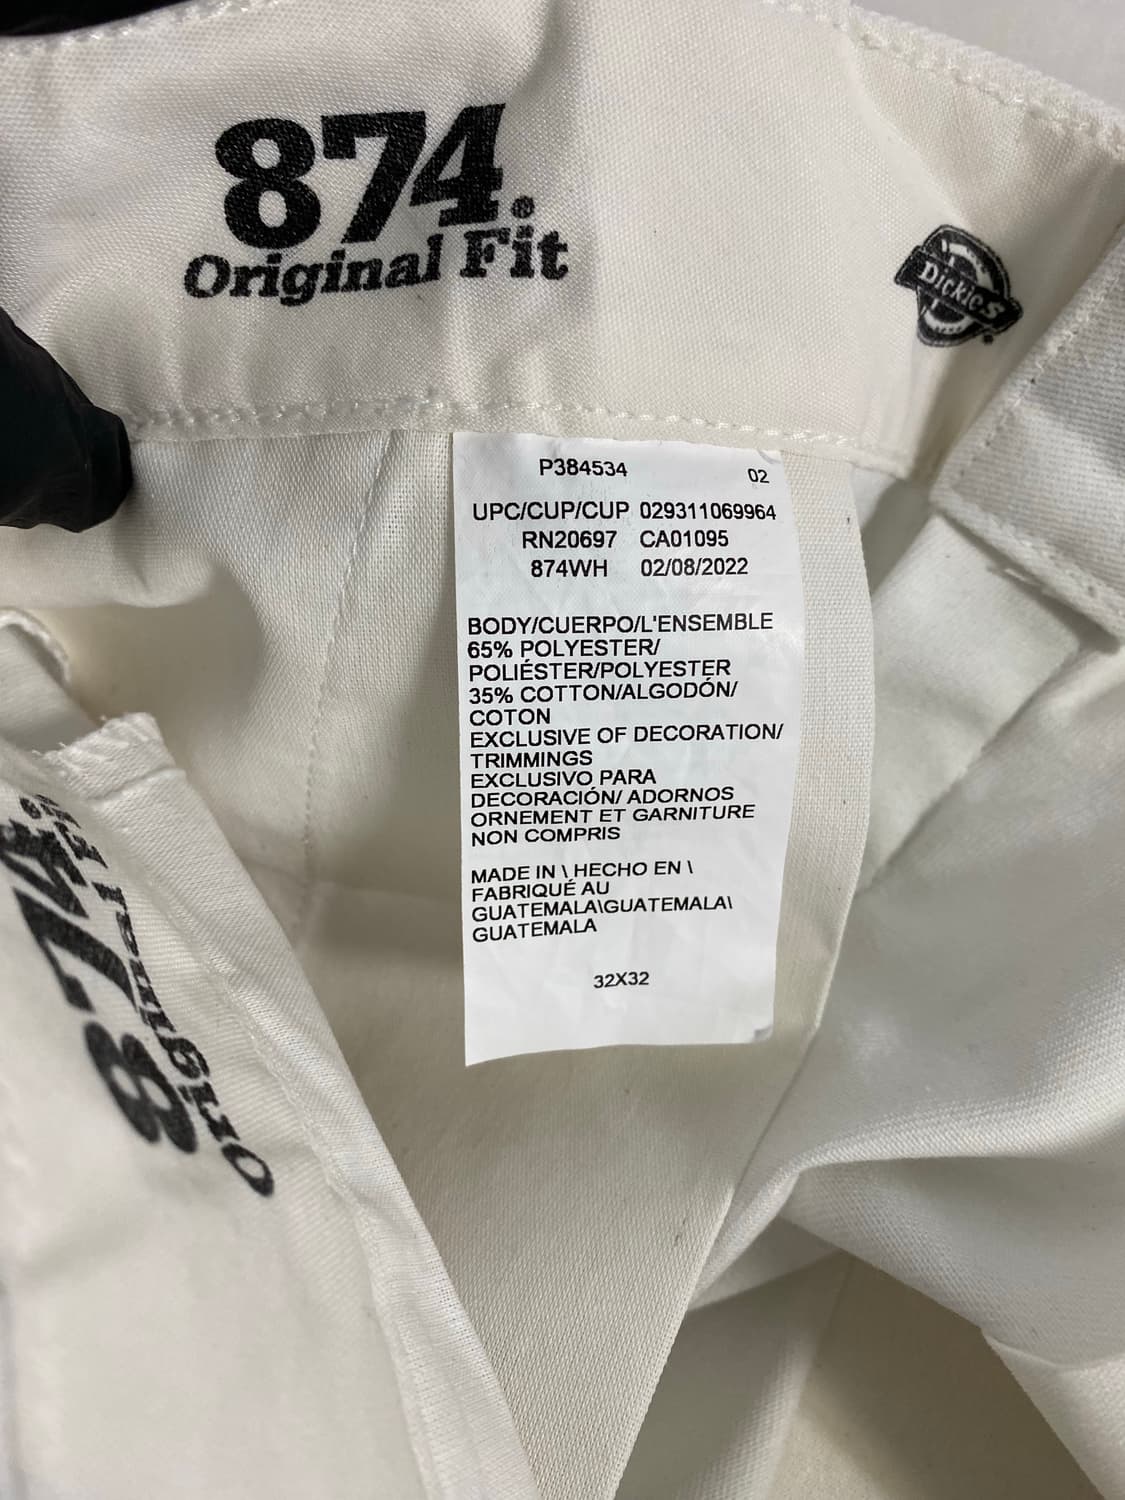 874®
Original Fit
Dickies
P384534 02
UPC/CUP/CUP 029311069964
RN20697 CA01095
874WH 02/08/2022
BODY/CUERPO/L'ENSEMBLE
65% POLYESTER/
POLIÉSTER/POLYESTER
35% COTTON/ALGODÓN/
COTON
EXCLUSIVE OF DECORATION/
TRIMMINGS
EXCLUSIVO PARA
DECORACIÓN/ ADORNOS
ORNEMENT ET GARNITURE
NON COMPRIS
MADE IN \ HECHO EN \
FABRIQUÉ AU
GUATEMALA\GUATEMALA\
GUATEMALA
32X32
874®
Original Fit